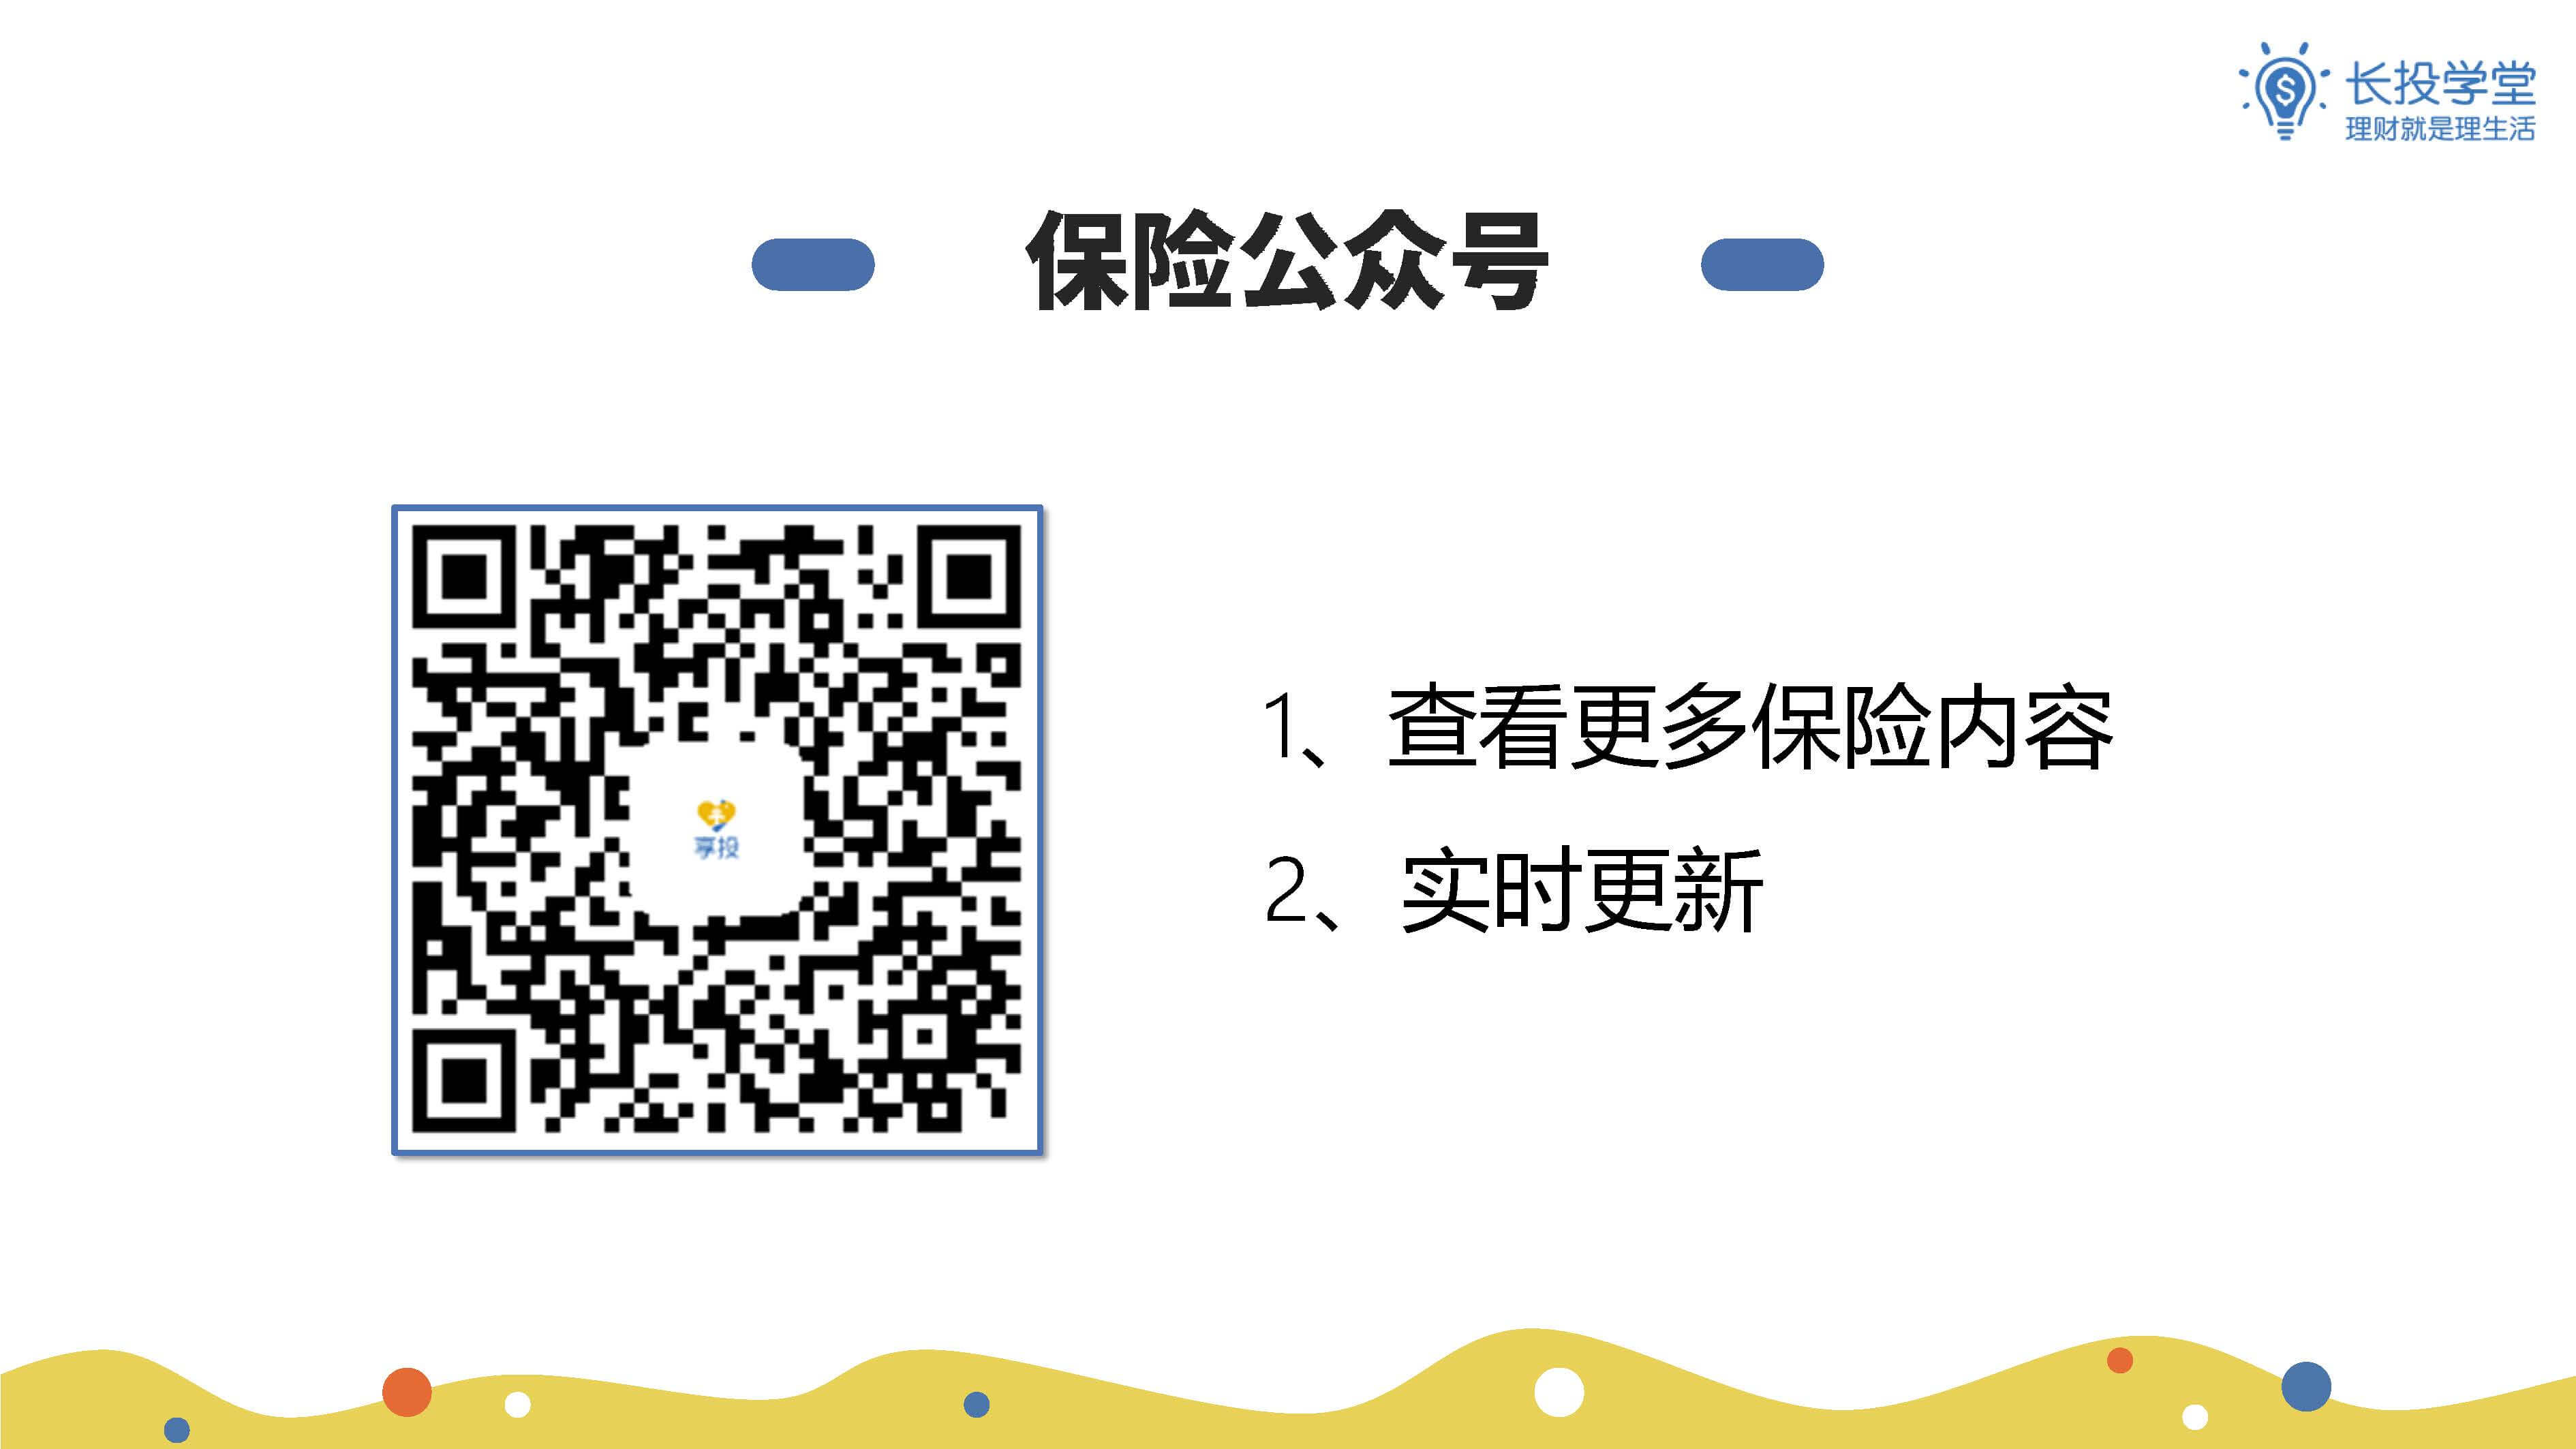 长投学堂
理财就是理生活
保险公众号
享投
1、查看更多保险内容
2、实时更新